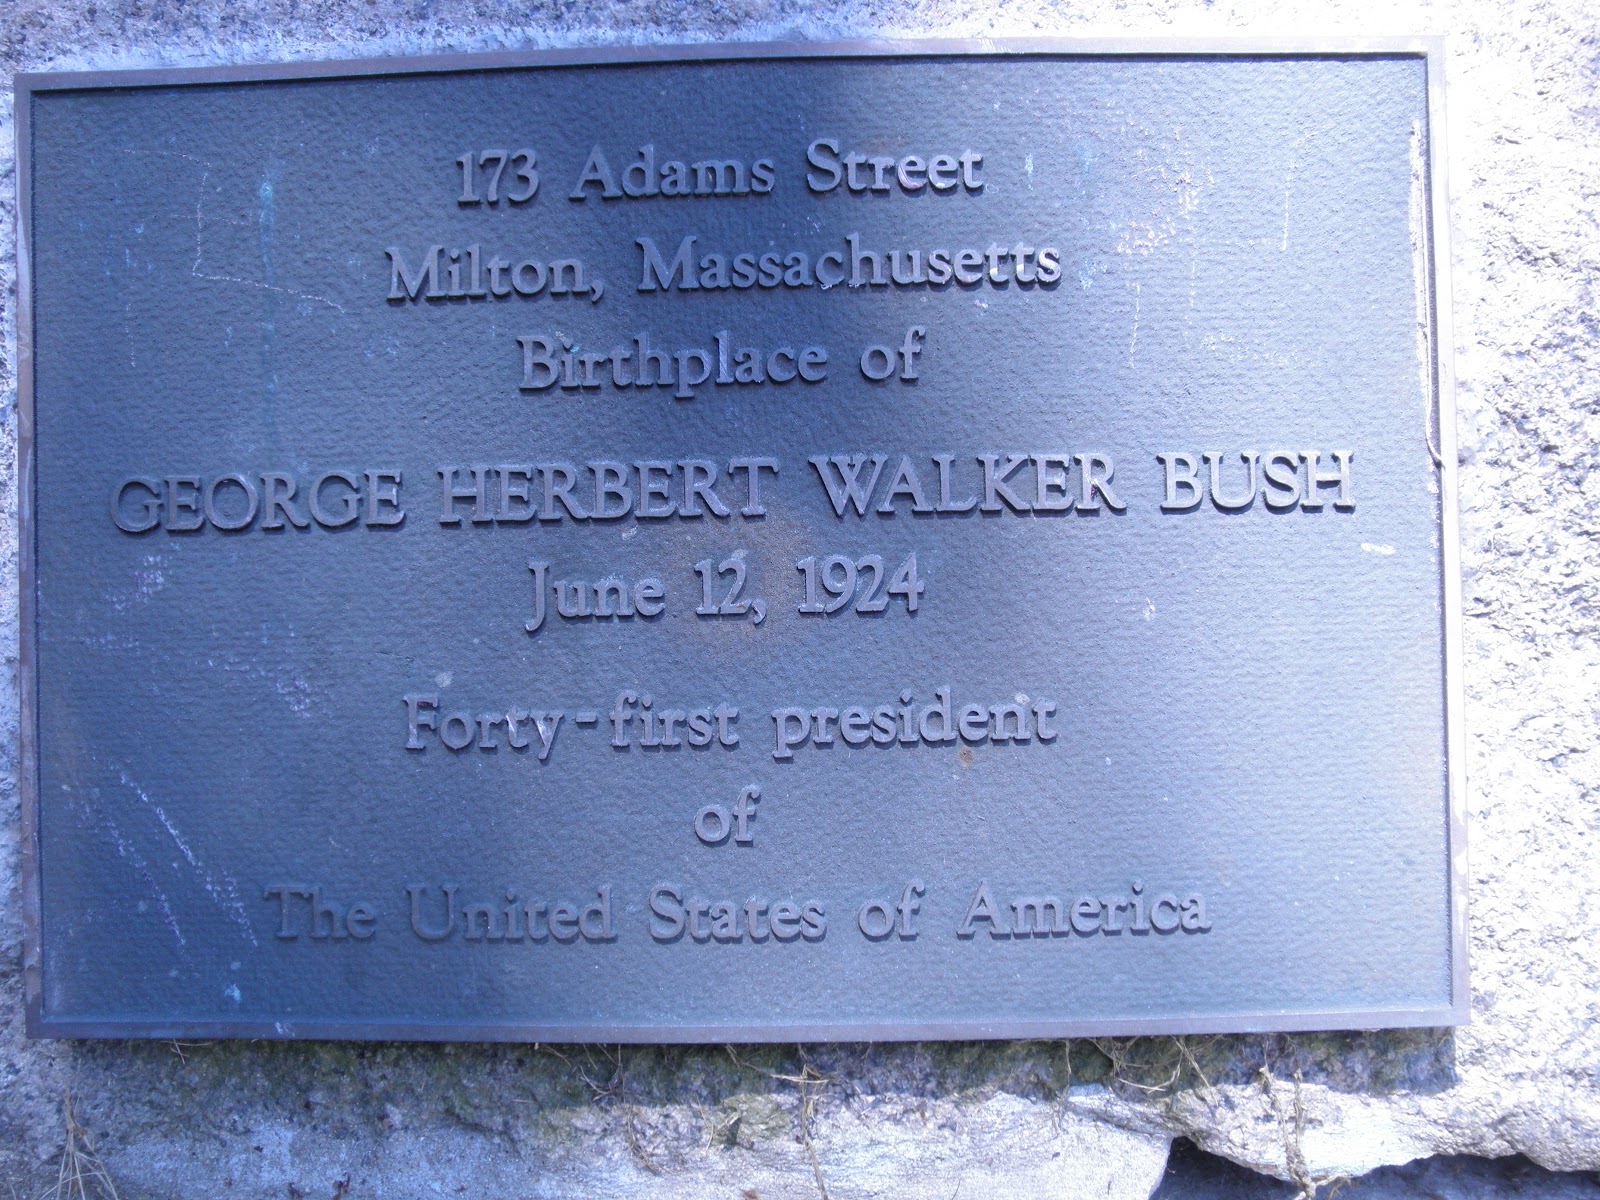 173 Adams Street
Milton, Massachusetts
Birthplace of
GEORGE HERBERT WALKER BUSH
June 12, 1924
Forty-first president
of
The United States of America